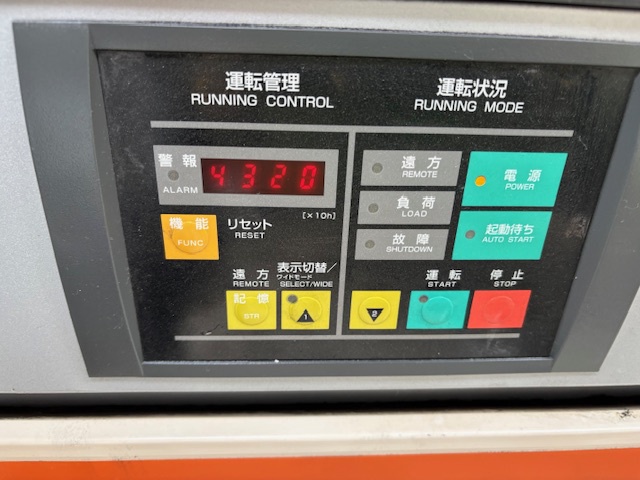 運転管理
RUNNING CONTROL
運転状況
RUNNING MODE
警報
ALARM
4320
[×10h]
遠方
REMOTE
電源
POWER
負荷
LOAD
故障
SHUTDOWN
起動待ち
AUTO START
機能
FUNC
リセット
RESET
遠方
REMOTE
表示切替/
ワイドモード
SELECT/WIDE
運転
START
停止
STOP
記憶
STR
1
2